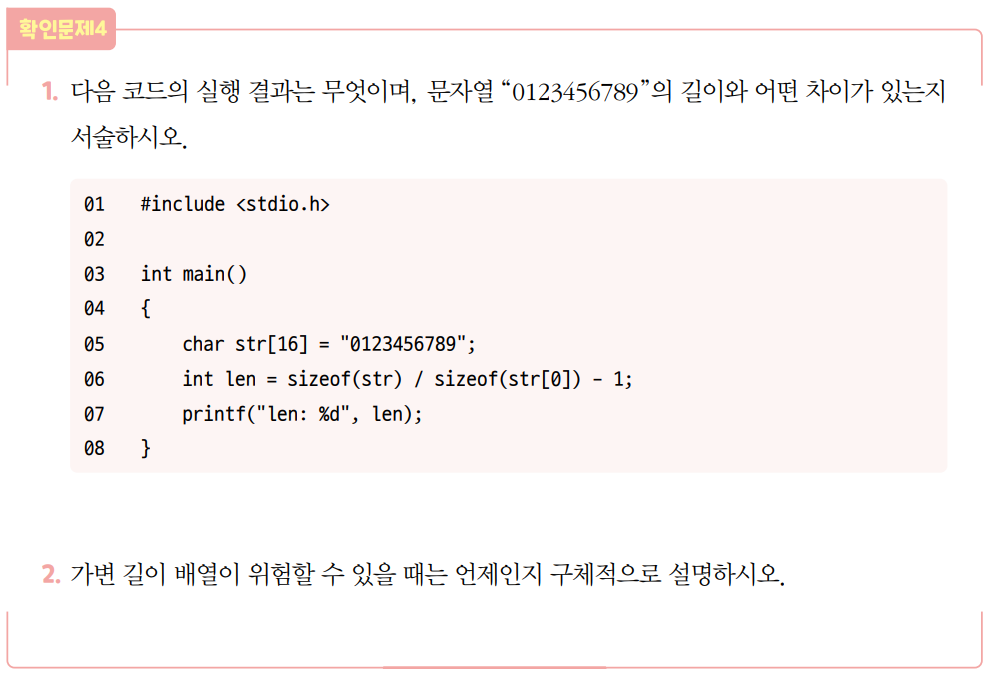 확인문제4
1. 다음 코드의 실행 결과는 무엇이며, 문자열 “0123456789”의 길이와 어떤 차이가 있는지
서술하시오.
01 #include <stdio.h>
02
03 int main()
04 {
05     char str[16] = "0123456789";
06     int len = sizeof(str) / sizeof(str[0]) - 1;
07     printf("len: %d", len);
08 }
2. 가변 길이 배열이 위험할 수 있을 때는 언제인지 구체적으로 설명하시오.